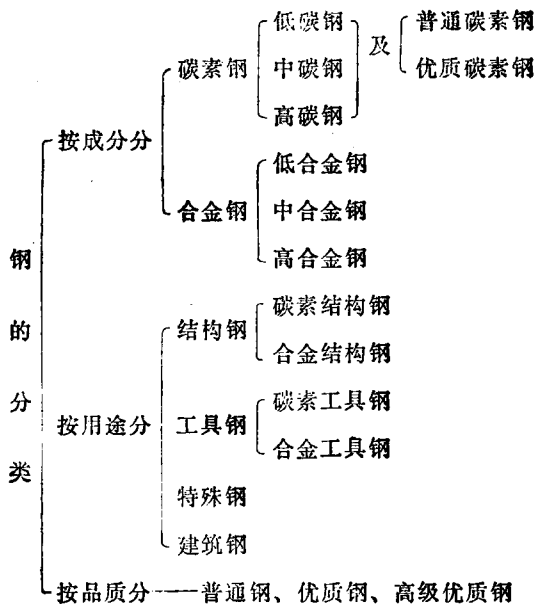 钢的分类
按成分分
碳素钢
低碳钢
中碳钢
高碳钢
及
普通碳素钢
优质碳素钢
合金钢
低合金钢
中合金钢
高合金钢
按用途分
结构钢
碳素结构钢
合金结构钢
工具钢
碳素工具钢
合金工具钢
特殊钢
建筑钢
按品质分——普通钢、优质钢、高级优质钢